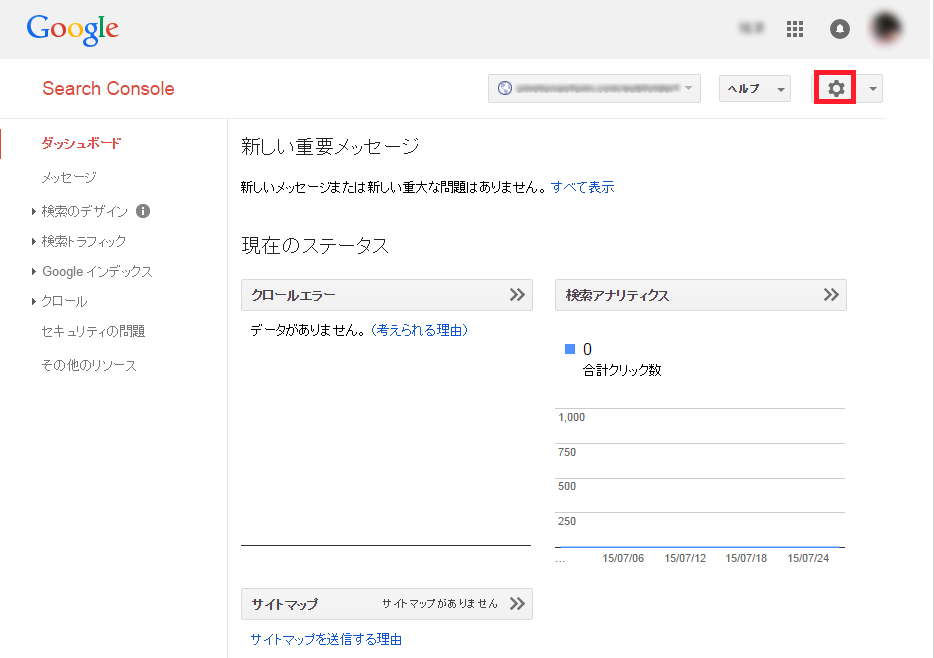 Google
Search Console
ヘルプ
ダッシュボード
メッセージ
検索のデザイン
検索トラフィック
Google インデックス
クロール
セキュリティの問題
その他のリソース
新しい重要メッセージ
新しいメッセージまたは新しい重大な問題はありません。すべて表示
現在のステータス
クロールエラー
データがありません。(考えられる理由)
検索アナリティクス
0
合計クリック数
1,000
750
500
250
... 15/07/06 15/07/12 15/07/18 15/07/24
サイトマップ サイトマップがありません
サイトマップを送信する理由